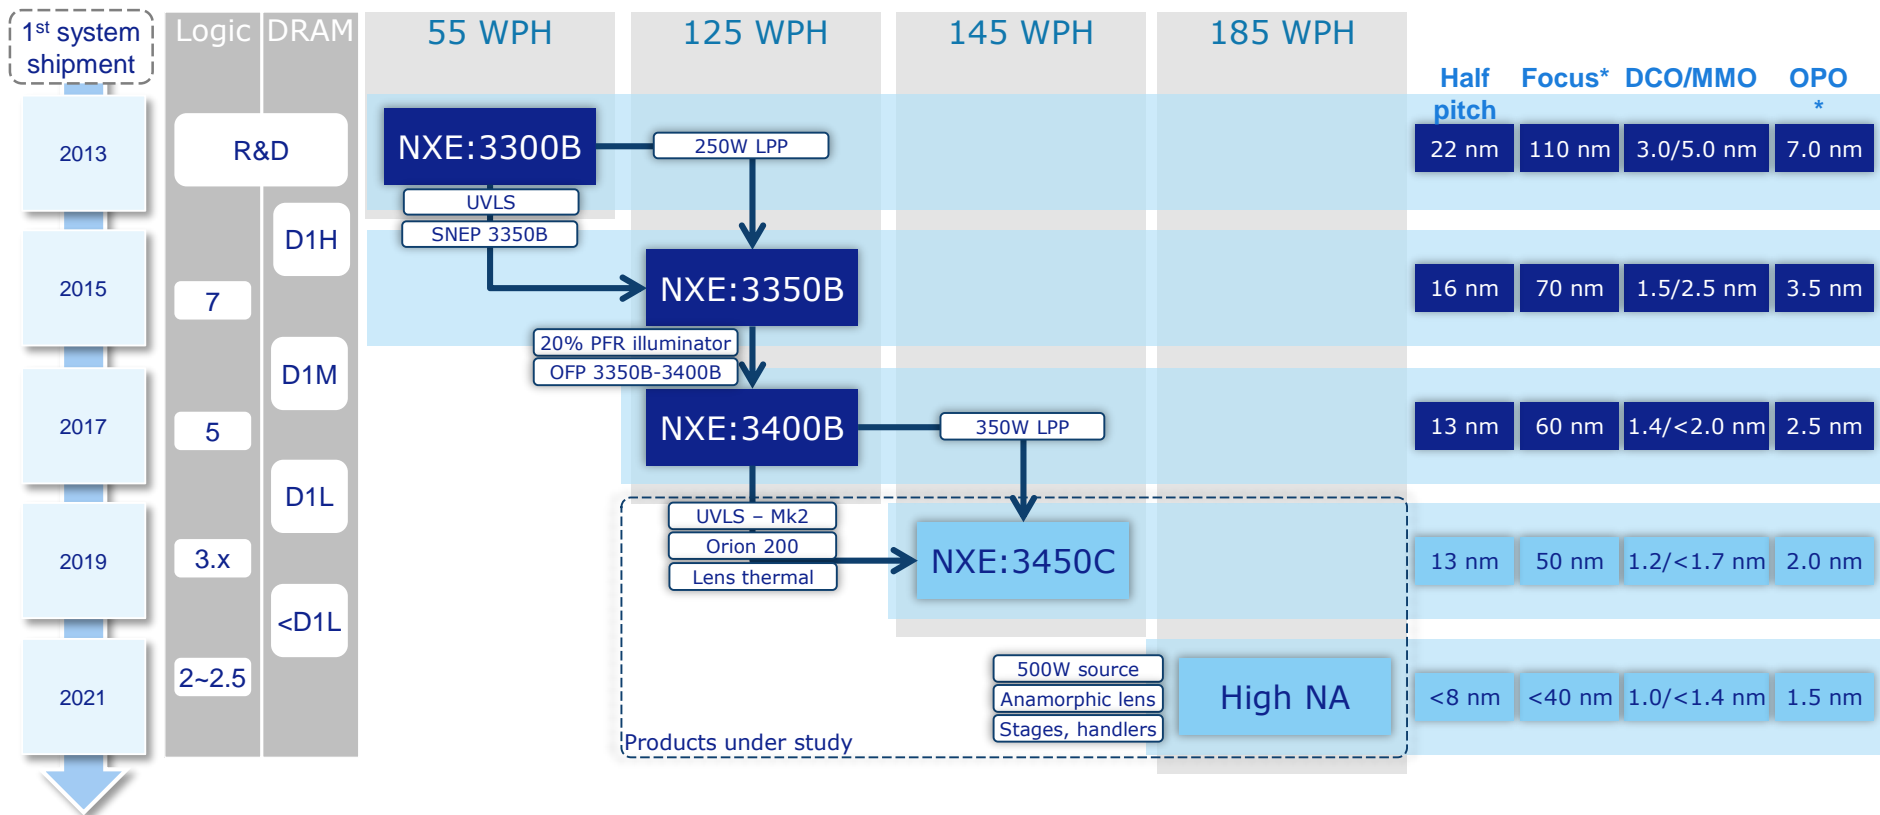 1st system
shipment
Logic
DRAM
55 WPH
125 WPH
145 WPH
185 WPH
Half
pitch
Focus*
DCO/MMO
OPO
*
2013
R&D
NXE:3300B
250W LPP
22 nm
110 nm
3.0/5.0 nm
7.0 nm
UVLS
SNEP 3350B
D1H
2015
7
NXE:3350B
16 nm
70 nm
1.5/2.5 nm
3.5 nm
20% PFR illuminator
OFP 3350B-3400B
D1M
2017
5
NXE:3400B
350W LPP
13 nm
60 nm
1.4/<2.0 nm
2.5 nm
D1L
UVLS – Mk2
Orion 200
Lens thermal
2019
3.x
NXE:3450C
13 nm
50 nm
1.2/<1.7 nm
2.0 nm
<D1L
2021
2~2.5
500W source
Anamorphic lens
Stages, handlers
High NA
<8 nm
<40 nm
1.0/<1.4 nm
1.5 nm
Products under study